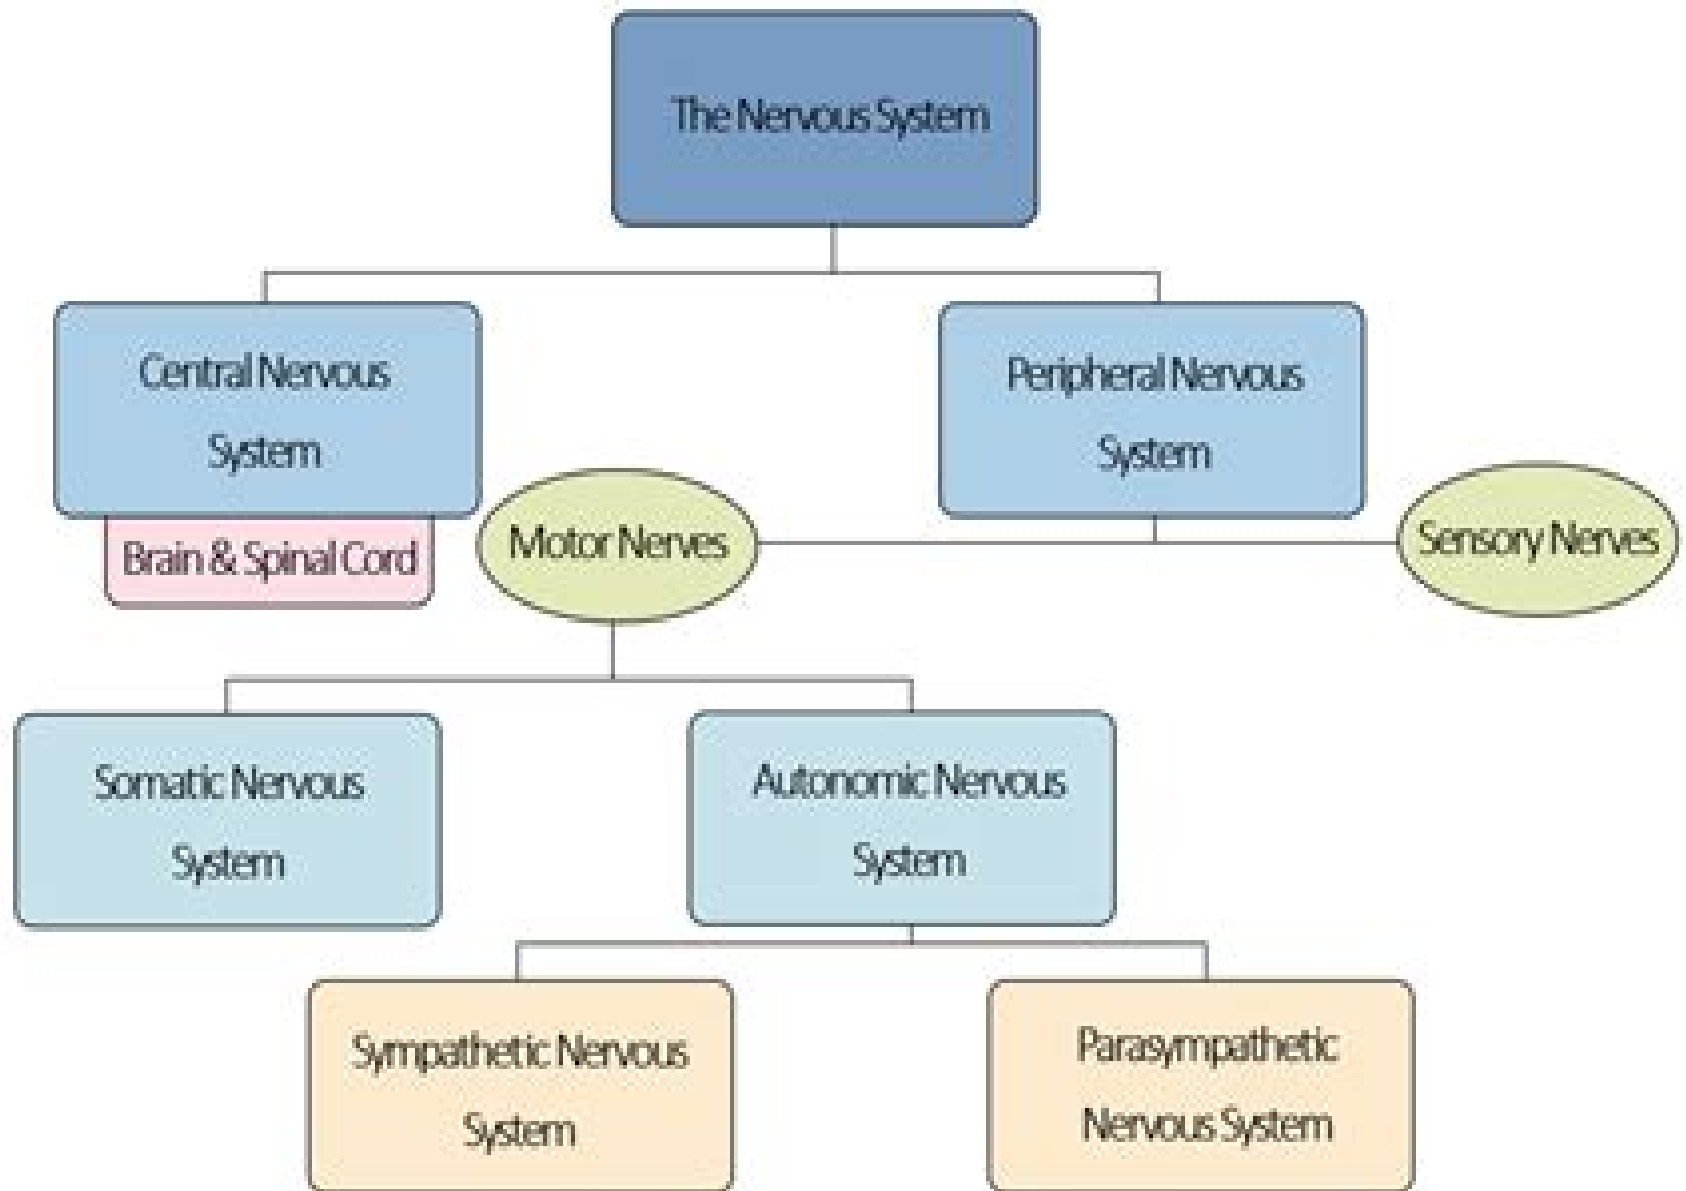 The Nervous System
Central Nervous
System
Peripheral Nervous
System
Brain & Spinal Cord
Motor Nerves
Sensory Nerves
Somatic Nervous
System
Autonomic Nervous
System
Sympathetic Nervous
System
Parasympathetic
Nervous System